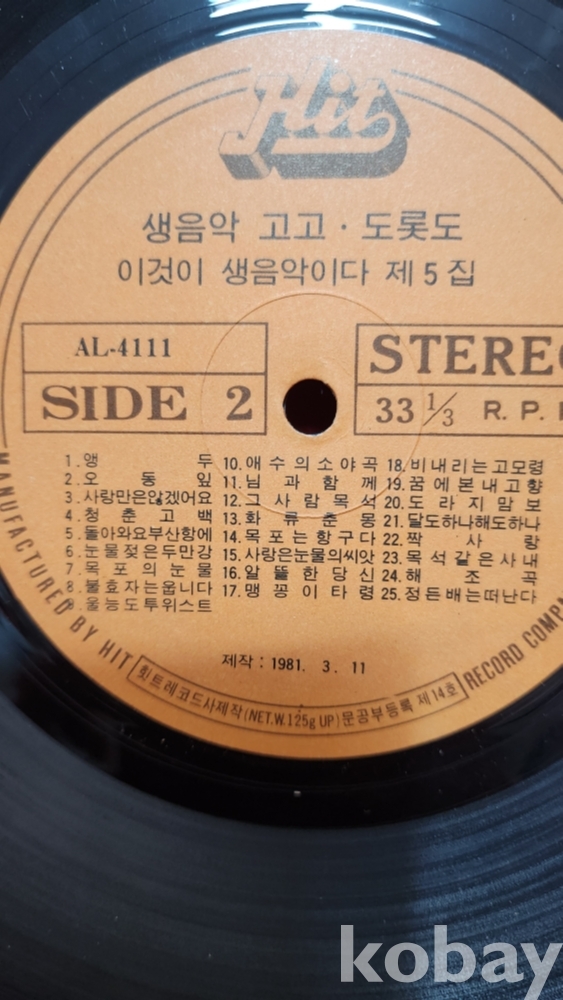 Hit
생음악 고고·도롯도
이것이 생음악이다 제5집
AL-4111
SIDE 2
STEREO
33 1/3 R.P.
1.앵두
2.오동잎
3.사랑만은않겠어요
4.청춘고백
5.돌아와요부산항에
6.눈물젖은두만강
7.목포의눈물
8.불효자는웁니다
9.울능도투위스트
10.애수의소야곡
11.님과함께
12.그사람목석
13.화류춘몽
14.목포는항구다
15.사랑은눈물의씨앗
16.알뜰한당신
17.맹꽁이타령
18.비내리는고모령
19.꿈에본내고향
20.도라지맘보
21.달도하나해도하나
22.짝사랑
23.목석같은사내
24.해조곡
25.정든배는떠난다
제작:1981. 3. 11
MANUFACTURED BY HIT RECORD COMPA
힛트레코드사제작(NET.W.125g UP)문공부등록 제14호
kobay